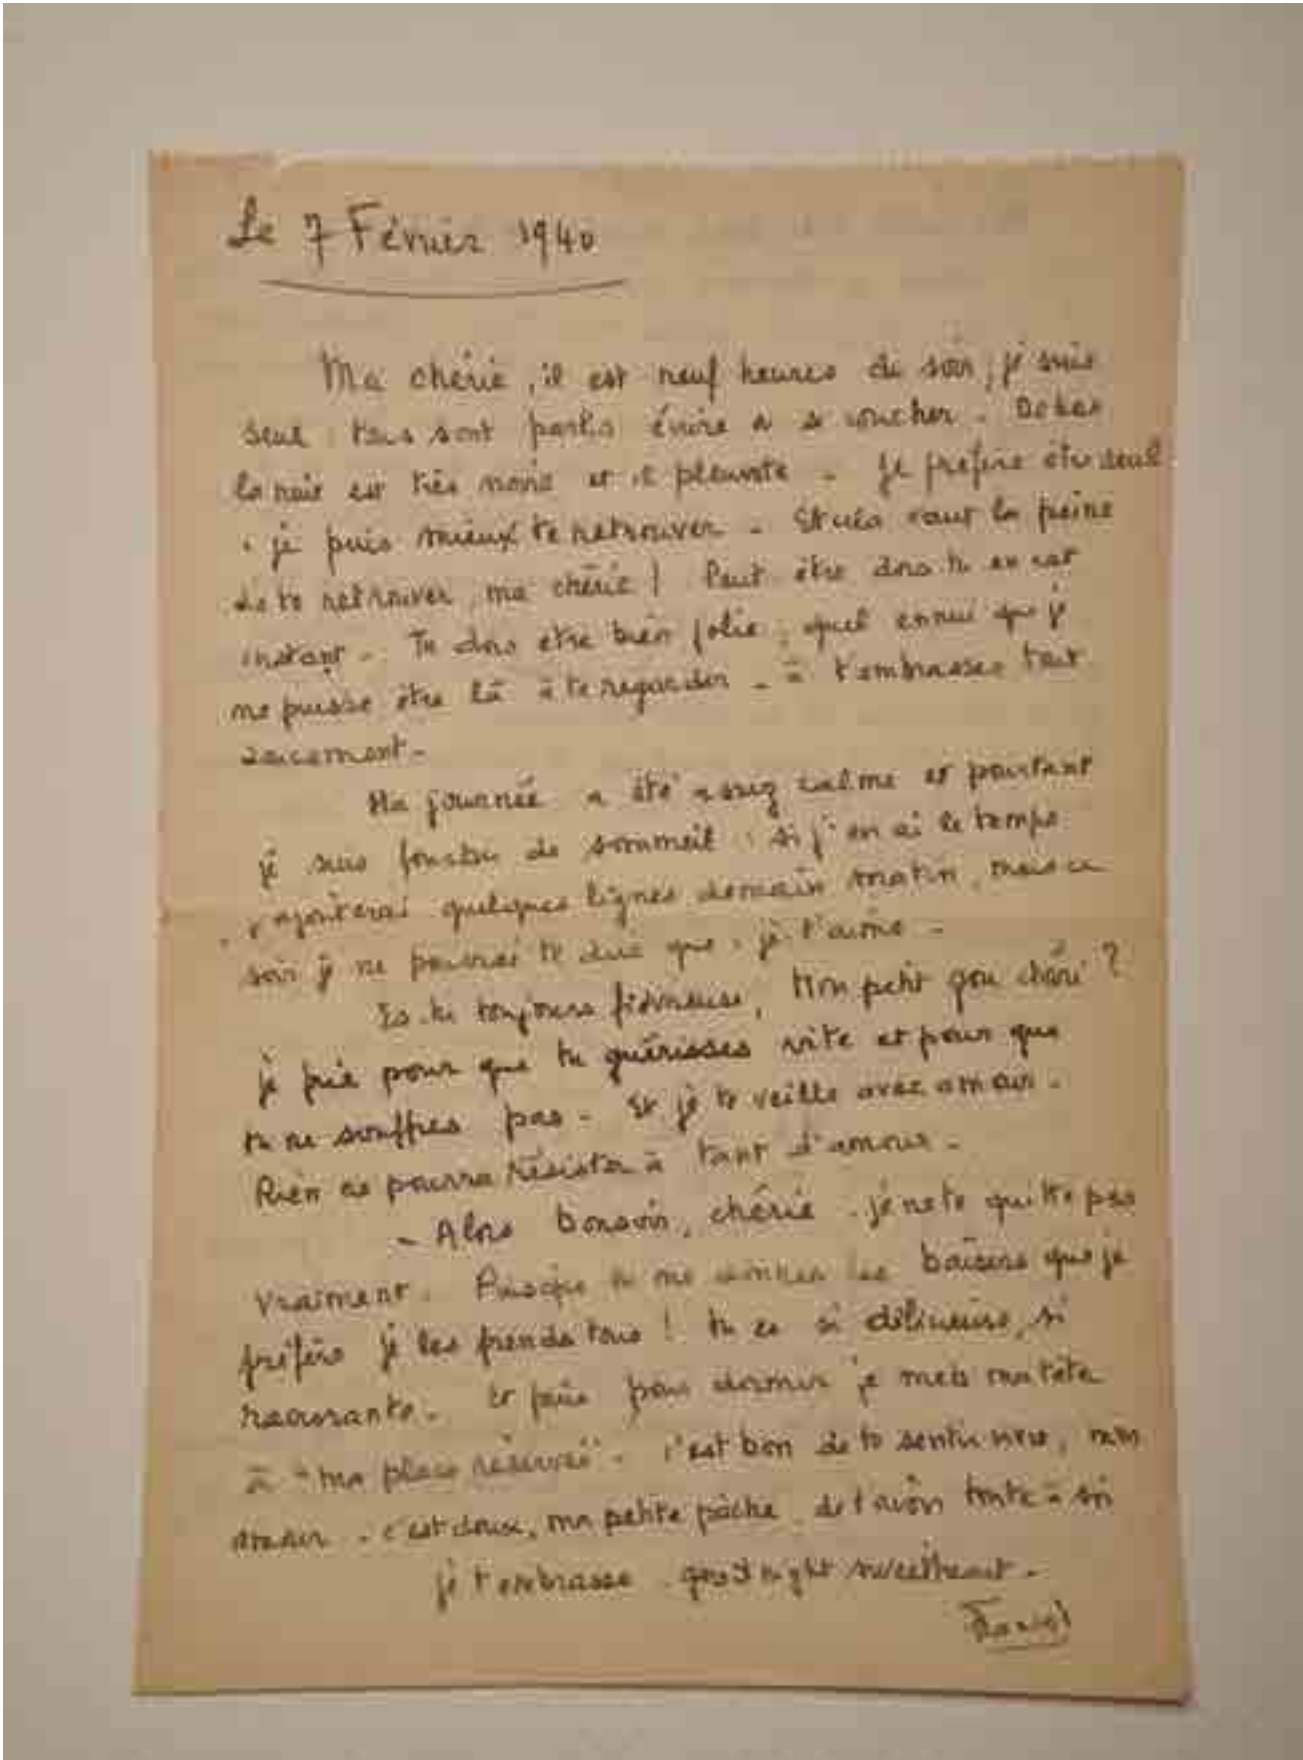 Le 7 Février 1940
Ma chérie, il est neuf heures du soir, je suis
seul : tous sont partis écrire ou se coucher. Dehors
la nuit est très noire et il pleuvote - Je préfère être seul
: je puis mieux te retrouver - Et cela vaut la peine
de te retrouver, ma chérie ! Peut être dors tu en cet
instant - Tu dois être bien jolie, quel ennui que je
ne puisse être là à te regarder - à t'embrasser tout
doucement -
Ma journée a été assez calme et pourtant
je suis de sommeil : si j'en ai le temps
j'ajouterai quelques lignes demain matin, mais ce
soir je ne pourrai te dire que : je t'aime -
Es-tu toujours fiévreuse, Mon petit chéri ?
je prie pour que tu guérisses vite et pour que
tu ne souffres pas - Et je te veille avec amour -
Rien ne pourra résister à tant d'amour -
- Alors bonsoir, chérie - je ne te quitte pas
vraiment - Puisque tu me donnes les baisers que je
préfère je les prends tous ! tu es si délicieuse, si
Et puis pour dormir je mets ma tête
à "ma place réservée" - c'est bon de te sentir vivre, mon
c'est doux, ma petite pêche, de t'avoir toute à soi
je t'embrasse - good night sweetheart -